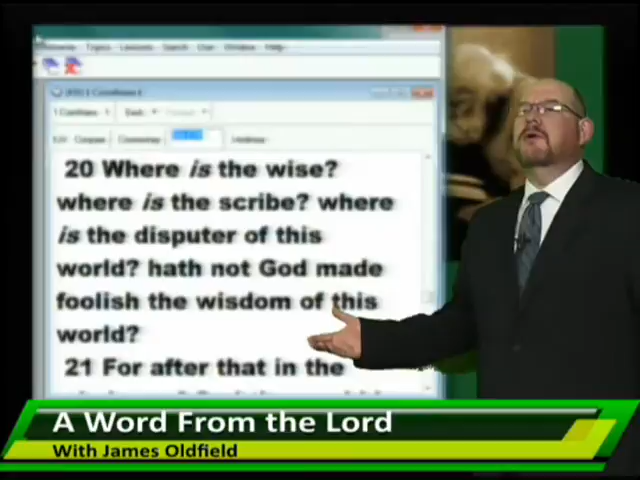 20 Where is the wise?
where is the scribe? where
is the disputer of this
world? hath not God made
foolish the wisdom of this
world?
21 For after that in the
A Word From the Lord
With James Oldfield